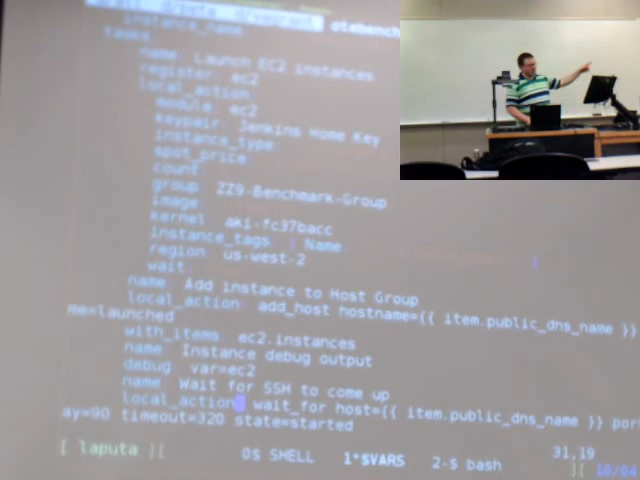 otebench
instance_name
tasks
name Launch EC2 instances
register ec2
local_action
module ec2
keypair Jenkins Home Key
instance_type
spot_price
count
group ZZ9-Benchmark-Group
image
kernel aki-fc37bacc
instance_tags Name
region us-west-2
wait
name Add instance to Host Group
local_action add_host hostname={{ item.public_dns_name }}
me=launched
with_items ec2.instances
name Instance debug output
debug var=ec2
name Wait for SSH to come up
local_action wait_for host={{ item.public_dns_name }} por
ay=90 timeout=320 state=started
31,19
[ laputa ][ 0$ SHELL 1*$VARS 2-$ bash ][ 10/04